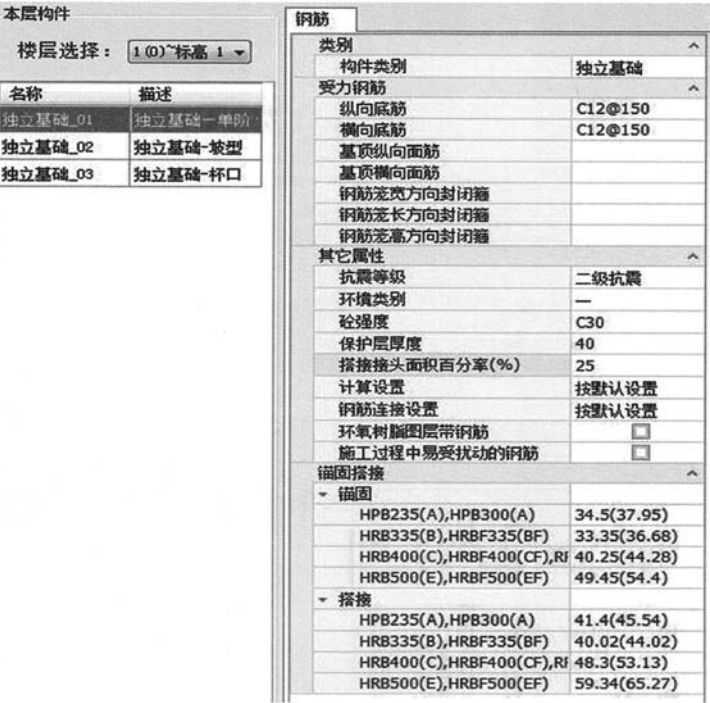 本层构件
楼层选择： 1(0)~标高 1
名称 描述
独立基础_01 独立基础-单阶
独立基础_02 独立基础-坡型
独立基础_03 独立基础-杯口
钢筋
类别
构件类别 独立基础
受力钢筋
纵向底筋 C12@150
横向底筋 C12@150
基顶纵向面筋
基顶横向面筋
钢筋笼宽方向封闭箍
钢筋笼长方向封闭箍
钢筋笼高方向封闭箍
其它属性
抗震等级 二级抗震
环境类别 一
砼强度 C30
保护层厚度 40
搭接接头面积百分率(%) 25
计算设置 按默认设置
钢筋连接设置 按默认设置
环氧树脂图层带钢筋
施工过程中易受扰动的钢筋
锚固搭接
锚固
HPB235(A),HPB300(A) 34.5(37.95)
HRB335(B),HRBF335(BF) 33.35(36.68)
HRB400(C),HRBF400(CF),RF 40.25(44.28)
HRB500(E),HRBF500(EF) 49.45(54.4)
搭接
HPB235(A),HPB300(A) 41.4(45.54)
HRB335(B),HRBF335(BF) 40.02(44.02)
HRB400(C),HRBF400(CF),RF 48.3(53.13)
HRB500(E),HRBF500(EF) 59.34(65.27)